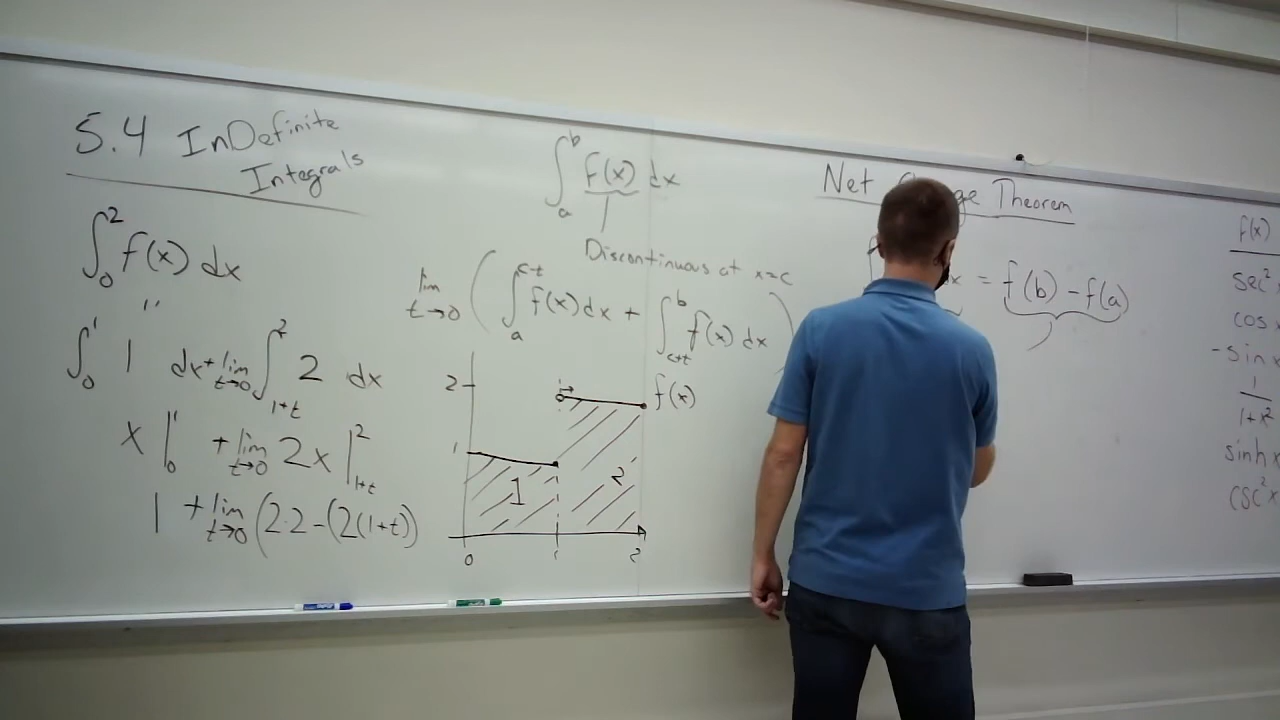 5.4 InDefinite
Integrals
∫₀² f(x) dx
"
∫₀¹ 1 dx + lim t→0 ∫₁₊ₜ² 2 dx
x |₀¹ + lim t→0 2x |₁₊ₜ²
1 + lim t→0 (2·2-(2(1+t))
∫ₐᵇ f(x) dx
Discontinuous at x=c
lim t→0 ( ∫ₐ^(c-t) f(x)dx + ∫_(c+t)^b f(x) dx )
2
f(x)
1
1 2
0 1 2
Net Theorem
= f(b) - f(a)
f(x)
sec²
cos x
-sin x
1/(1+x²)
sinh x
csc² x